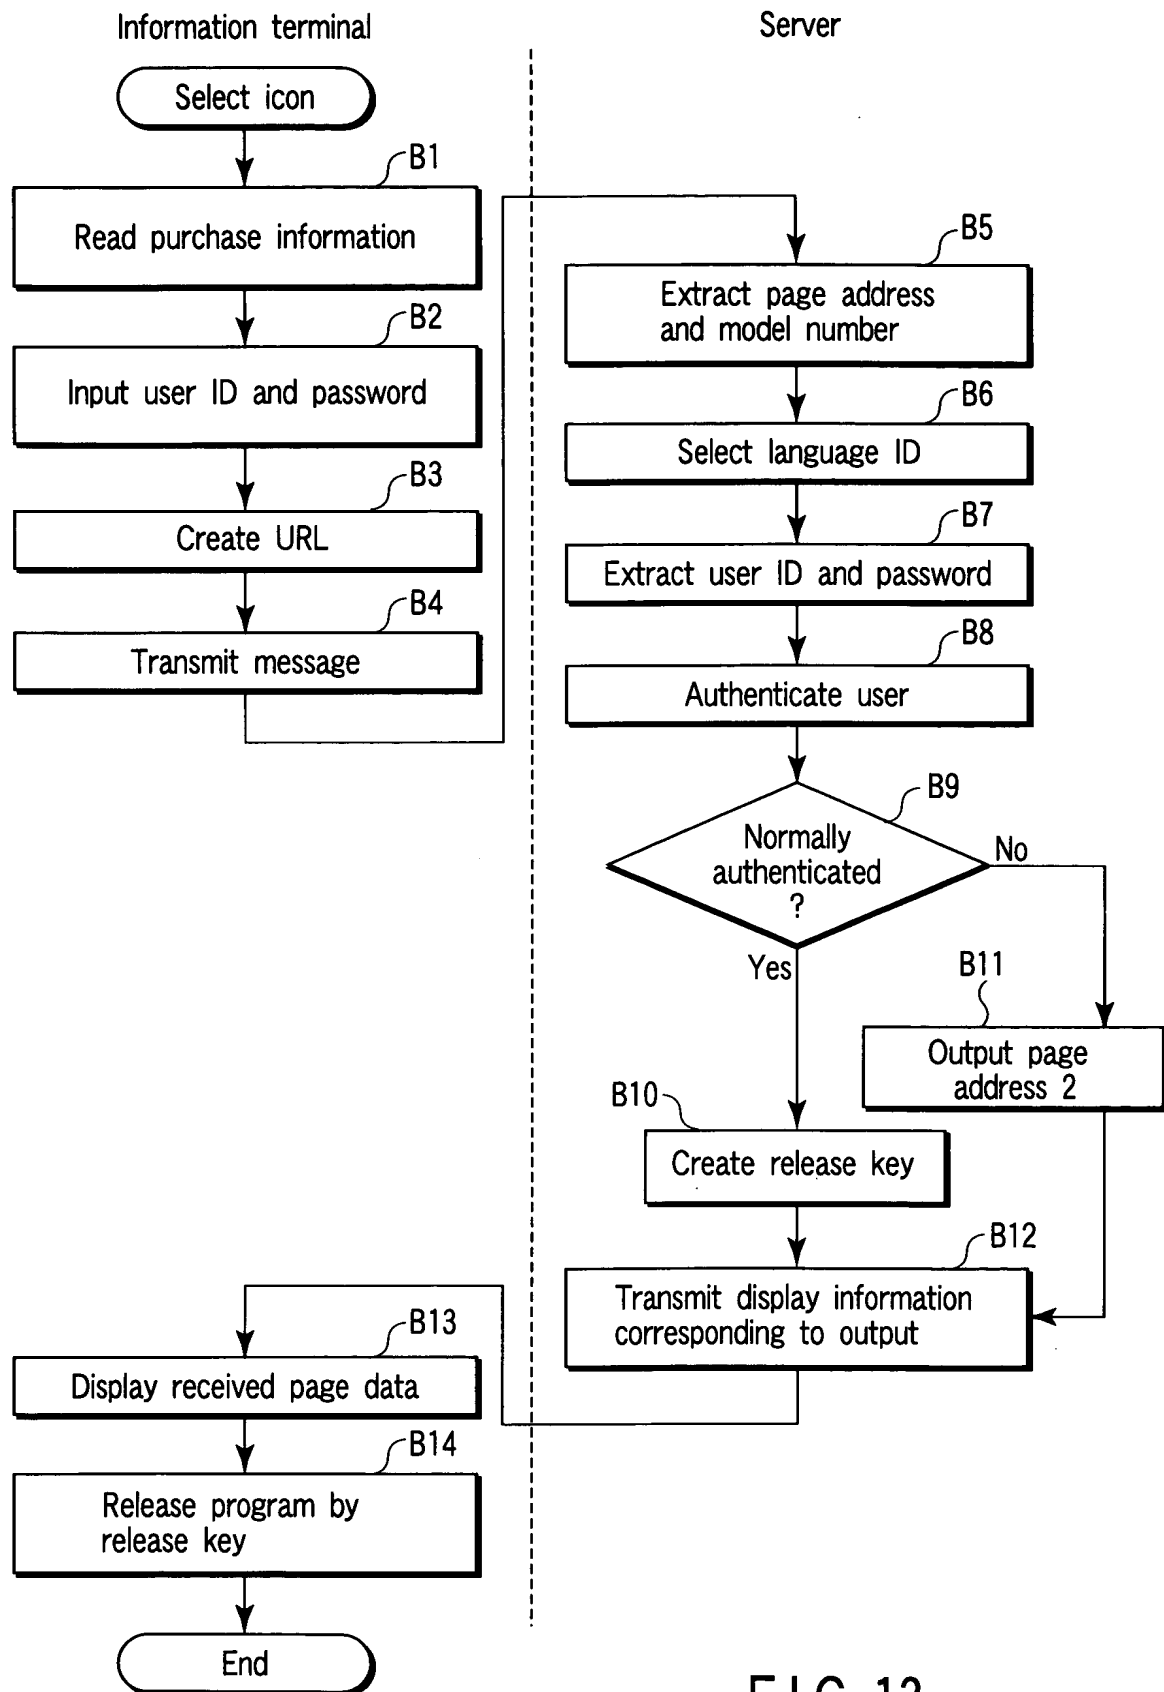 Information terminal
Server
Select icon
B1
Read purchase information
B2
Input user ID and password
B3
Create URL
B4
Transmit message
B5
Extract page address
and model number
B6
Select language ID
B7
Extract user ID and password
B8
Authenticate user
B9
Normally
authenticated
?
No
Yes
B11
Output page
address 2
B10
Create release key
B12
Transmit display information
corresponding to output
B13
Display received page data
B14
Release program by
release key
End